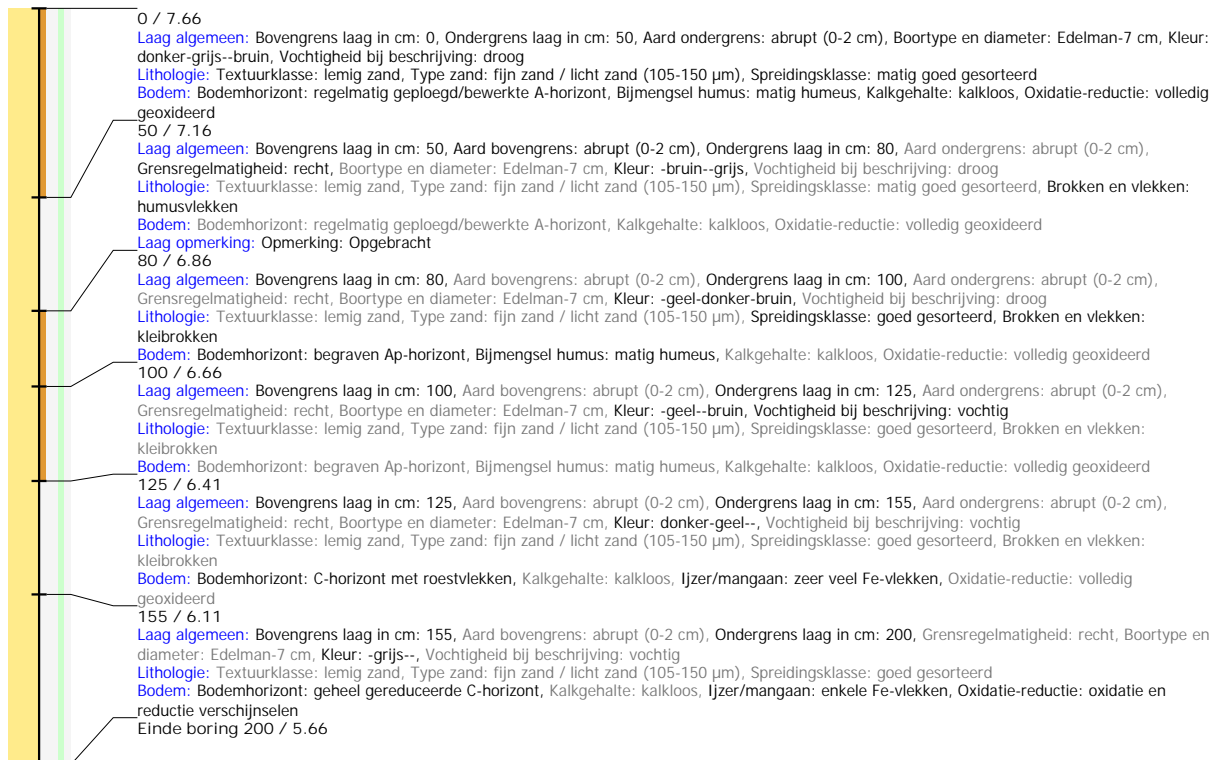 0 / 7.66
Laag algemeen: Bovengrens laag in cm: 0, Ondergrens laag in cm: 50, Aard ondergrens: abrupt (0-2 cm), Boortype en diameter: Edelman-7 cm, Kleur:
donker-grijs--bruin, Vochtigheid bij beschrijving: droog
Lithologie: Textuurklasse: lemig zand, Type zand: fijn zand / licht zand (105-150 µm), Spreidingsklasse: matig goed gesorteerd
Bodem: Bodemhorizont: regelmatig geploegd/bewerkte A-horizont, Bijmengsel humus: matig humeus, Kalkgehalte: kalkloos, Oxidatie-reductie: volledig
geoxideerd
50 / 7.16
Laag algemeen: Bovengrens laag in cm: 50, Aard bovengrens: abrupt (0-2 cm), Ondergrens laag in cm: 80, Aard ondergrens: abrupt (0-2 cm),
Grensregelmatigheid: recht, Boortype en diameter: Edelman-7 cm, Kleur: -bruin--grijs, Vochtigheid bij beschrijving: droog
Lithologie: Textuurklasse: lemig zand, Type zand: fijn zand / licht zand (105-150 µm), Spreidingsklasse: matig goed gesorteerd, Brokken en vlekken:
humusvlekken
Bodem: Bodemhorizont: regelmatig geploegd/bewerkte A-horizont, Kalkgehalte: kalkloos, Oxidatie-reductie: volledig geoxideerd
Laag opmerking: Opmerking: Opgebracht
80 / 6.86
Laag algemeen: Bovengrens laag in cm: 80, Aard bovengrens: abrupt (0-2 cm), Ondergrens laag in cm: 100, Aard ondergrens: abrupt (0-2 cm),
Grensregelmatigheid: recht, Boortype en diameter: Edelman-7 cm, Kleur: -geel-donker-bruin, Vochtigheid bij beschrijving: droog
Lithologie: Textuurklasse: lemig zand, Type zand: fijn zand / licht zand (105-150 µm), Spreidingsklasse: goed gesorteerd, Brokken en vlekken:
kleibrokken
Bodem: Bodemhorizont: begraven Ap-horizont, Bijmengsel humus: matig humeus, Kalkgehalte: kalkloos, Oxidatie-reductie: volledig geoxideerd
100 / 6.66
Laag algemeen: Bovengrens laag in cm: 100, Aard bovengrens: abrupt (0-2 cm), Ondergrens laag in cm: 125, Aard ondergrens: abrupt (0-2 cm),
Grensregelmatigheid: recht, Boortype en diameter: Edelman-7 cm, Kleur: -geel--bruin, Vochtigheid bij beschrijving: vochtig
Lithologie: Textuurklasse: lemig zand, Type zand: fijn zand / licht zand (105-150 µm), Spreidingsklasse: goed gesorteerd, Brokken en vlekken:
kleibrokken
Bodem: Bodemhorizont: begraven Ap-horizont, Bijmengsel humus: matig humeus, Kalkgehalte: kalkloos, Oxidatie-reductie: volledig geoxideerd
125 / 6.41
Laag algemeen: Bovengrens laag in cm: 125, Aard bovengrens: abrupt (0-2 cm), Ondergrens laag in cm: 155, Aard ondergrens: abrupt (0-2 cm),
Grensregelmatigheid: recht, Boortype en diameter: Edelman-7 cm, Kleur: donker-geel--, Vochtigheid bij beschrijving: vochtig
Lithologie: Textuurklasse: lemig zand, Type zand: fijn zand / licht zand (105-150 µm), Spreidingsklasse: goed gesorteerd, Brokken en vlekken:
kleibrokken
Bodem: Bodemhorizont: C-horizont met roestvlekken, Kalkgehalte: kalkloos, Ijzer/mangaan: zeer veel Fe-vlekken, Oxidatie-reductie: volledig
geoxideerd
155 / 6.11
Laag algemeen: Bovengrens laag in cm: 155, Aard bovengrens: abrupt (0-2 cm), Ondergrens laag in cm: 200, Grensregelmatigheid: recht, Boortype en
diameter: Edelman-7 cm, Kleur: -grijs--, Vochtigheid bij beschrijving: vochtig
Lithologie: Textuurklasse: lemig zand, Type zand: fijn zand / licht zand (105-150 µm), Spreidingsklasse: goed gesorteerd
Bodem: Bodemhorizont: geheel gereduceerde C-horizont, Kalkgehalte: kalkloos, Ijzer/mangaan: enkele Fe-vlekken, Oxidatie-reductie: oxidatie en
reductie verschijnselen
Einde boring 200 / 5.66